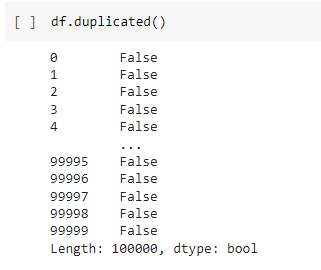 [ ] df.duplicated()
0 False
1 False
2 False
3 False
4 False
...
99995 False
99996 False
99997 False
99998 False
99999 False
Length: 100000, dtype: bool